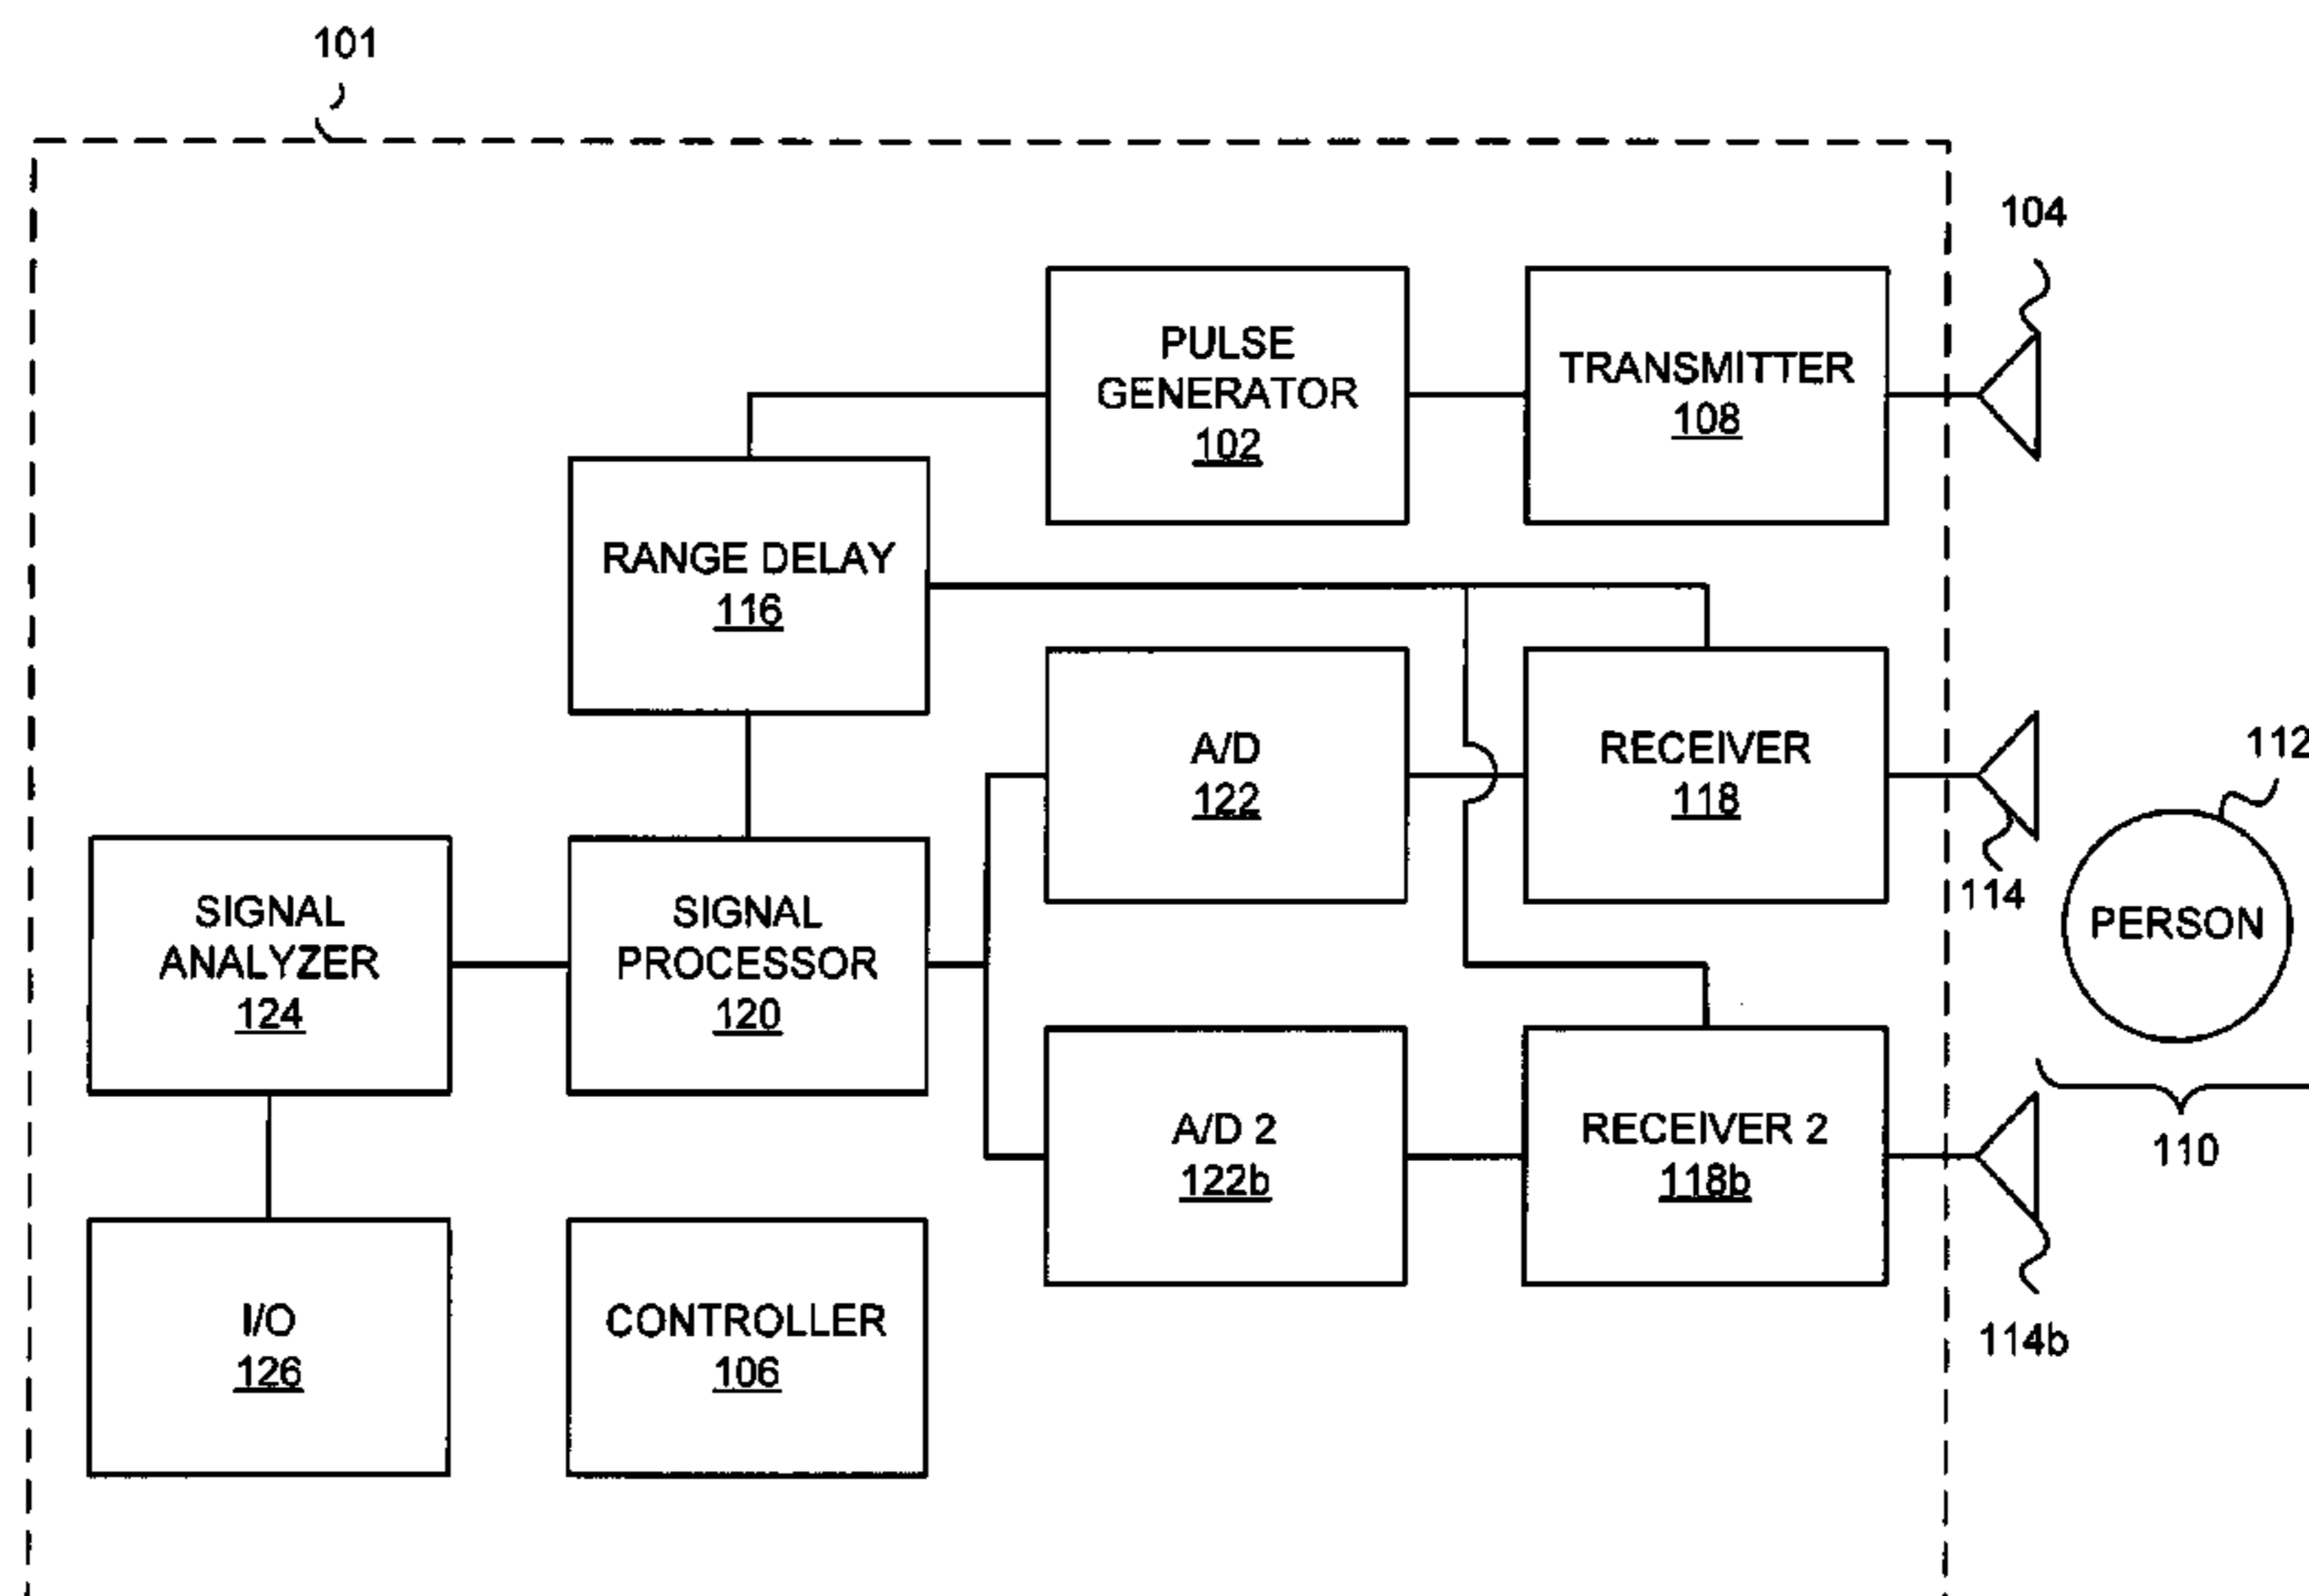 101
104
PULSE
GENERATOR
102
TRANSMITTER
108
RANGE DELAY
116
A/D
122
RECEIVER
118
112
114
PERSON
SIGNAL
ANALYZER
124
SIGNAL
PROCESSOR
120
A/D 2
122b
RECEIVER 2
118b
110
I/O
126
CONTROLLER
106
114b